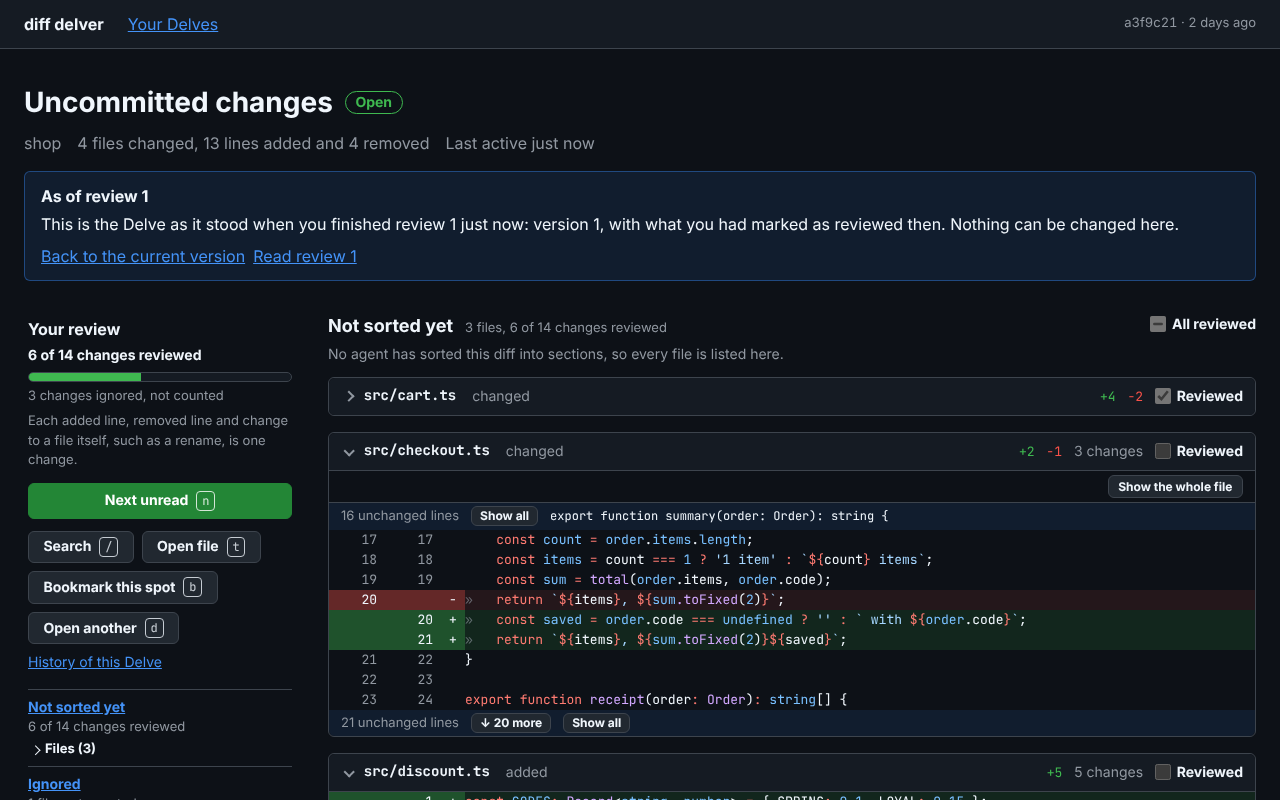 diff delver Your Delves a3f9c21 · 2 days ago
Uncommitted changes Open
shop 4 files changed, 13 lines added and 4 removed Last active just now
As of review 1
This is the Delve as it stood when you finished review 1 just now: version 1, with what you had marked as reviewed then. Nothing can be changed here.
Back to the current version Read review 1
Your review
6 of 14 changes reviewed
3 changes ignored, not counted
Each added line, removed line and change
to a file itself, such as a rename, is one
change.
Next unread n
Search / Open file t
Bookmark this spot b
Open another d
History of this Delve
Not sorted yet
6 of 14 changes reviewed
Files (3)
Ignored
Not sorted yet 3 files, 6 of 14 changes reviewed All reviewed
No agent has sorted this diff into sections, so every file is listed here.
src/cart.ts changed +4 -2 Reviewed
src/checkout.ts changed +2 -1 3 changes Reviewed
Show the whole file
16 unchanged lines Show all export function summary(order: Order): string {
17 17 const count = order.items.length;
18 18 const items = count === 1 ? '1 item' : `${count} items`;
19 19 const sum = total(order.items, order.code);
20 - » return `${items}, ${sum.toFixed(2)}`;
20 + » const saved = order.code === undefined ? '' : ` with ${order.code}`;
21 + » return `${items}, ${sum.toFixed(2)}${saved}`;
21 22 }
22 23
23 24 export function receipt(order: Order): string[] {
21 unchanged lines ↓ 20 more Show all
src/discount.ts added +5 5 changes Reviewed